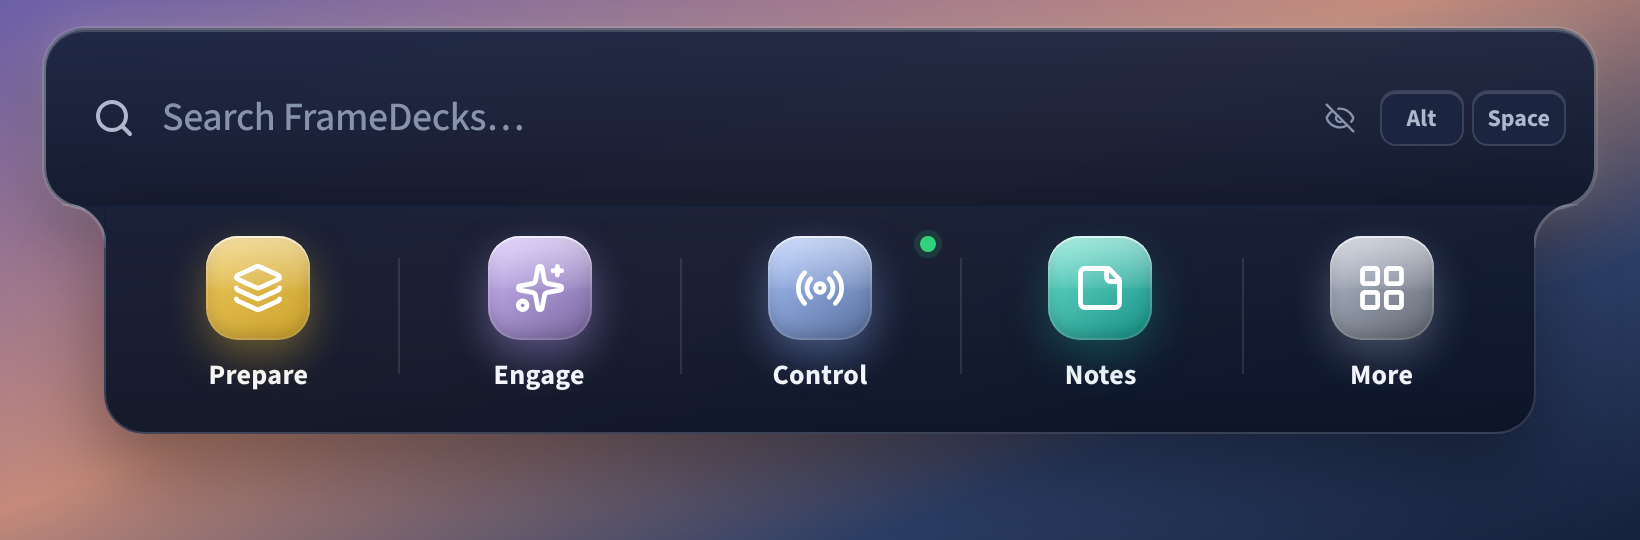 Search FrameDecks…
Alt Space
Prepare Engage Control Notes More